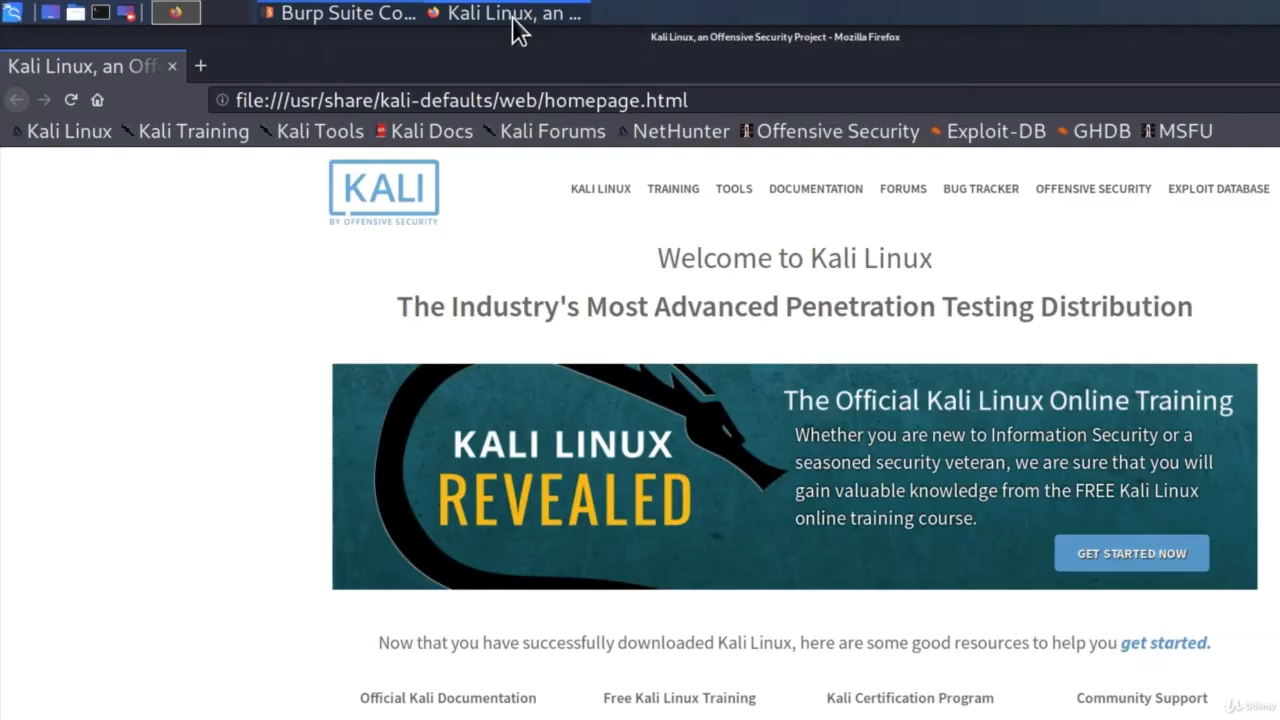 Burp Suite Co... Kali Linux, an ...
Kali Linux, an Offensive Security Project - Mozilla Firefox
Kali Linux, an Off
file:///usr/share/kali-defaults/web/homepage.html
Kali Linux Kali Training Kali Tools Kali Docs Kali Forums NetHunter Offensive Security Exploit-DB GHDB MSFU
KALI
BY OFFENSIVE SECURITY
KALI LINUX TRAINING TOOLS DOCUMENTATION FORUMS BUG TRACKER OFFENSIVE SECURITY EXPLOIT DATABASE
Welcome to Kali Linux
The Industry's Most Advanced Penetration Testing Distribution
KALI LINUX
REVEALED
The Official Kali Linux Online Training
Whether you are new to Information Security or a
seasoned security veteran, we are sure that you will
gain valuable knowledge from the FREE Kali Linux
online training course.
GET STARTED NOW
Now that you have successfully downloaded Kali Linux, here are some good resources to help you get started.
Official Kali Documentation Free Kali Linux Training Kali Certification Program Community Support
Udemy